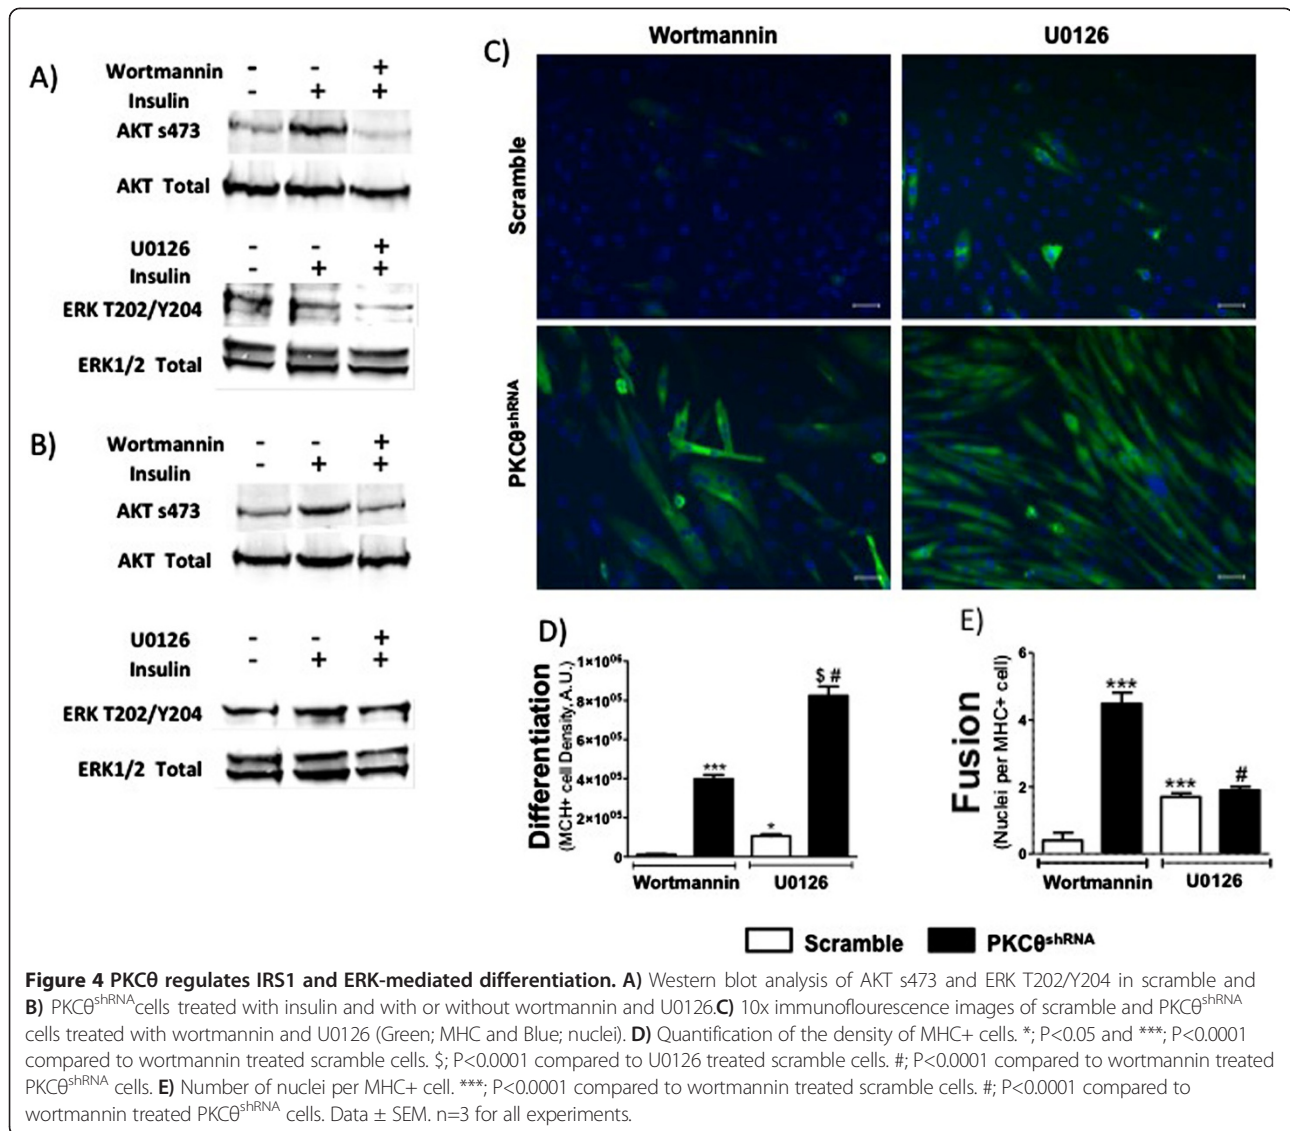 A)
Wortmannin - - +
Insulin - + +
AKT s473
AKT Total
U0126 - - +
Insulin - + +
ERK T202/Y204
ERK1/2 Total
B)
Wortmannin - - +
Insulin - + +
AKT s473
AKT Total
U0126 - - +
Insulin - + +
ERK T202/Y204
ERK1/2 Total
C)
Wortmannin U0126
Scramble
PKCθshRNA
D)
Differentiation
(MCH+ cell Density, A.U.)
1×10⁰⁶
8×10⁰⁵
6×10⁰⁵
4×10⁰⁵
2×10⁰⁵
0
***
*
$ #
Wortmannin U0126
E)
Fusion
(Nuclei per MHC+ cell)
6
4
2
0
***
***
#
Wortmannin U0126
Scramble PKCθshRNA
Figure 4 PKCθ regulates IRS1 and ERK-mediated differentiation. A) Western blot analysis of AKT s473 and ERK T202/Y204 in scramble and
B) PKCθshRNAcells treated with insulin and with or without wortmannin and U0126.C) 10x immunoflourescence images of scramble and PKCθshRNA
cells treated with wortmannin and U0126 (Green; MHC and Blue; nuclei). D) Quantification of the density of MHC+ cells. *; P<0.05 and ***; P<0.0001
compared to wortmannin treated scramble cells. $; P<0.0001 compared to U0126 treated scramble cells. #; P<0.0001 compared to wortmannin treated
PKCθshRNA cells. E) Number of nuclei per MHC+ cell. ***; P<0.0001 compared to wortmannin treated scramble cells. #; P<0.0001 compared to
wortmannin treated PKCθshRNA cells. Data ± SEM. n=3 for all experiments.